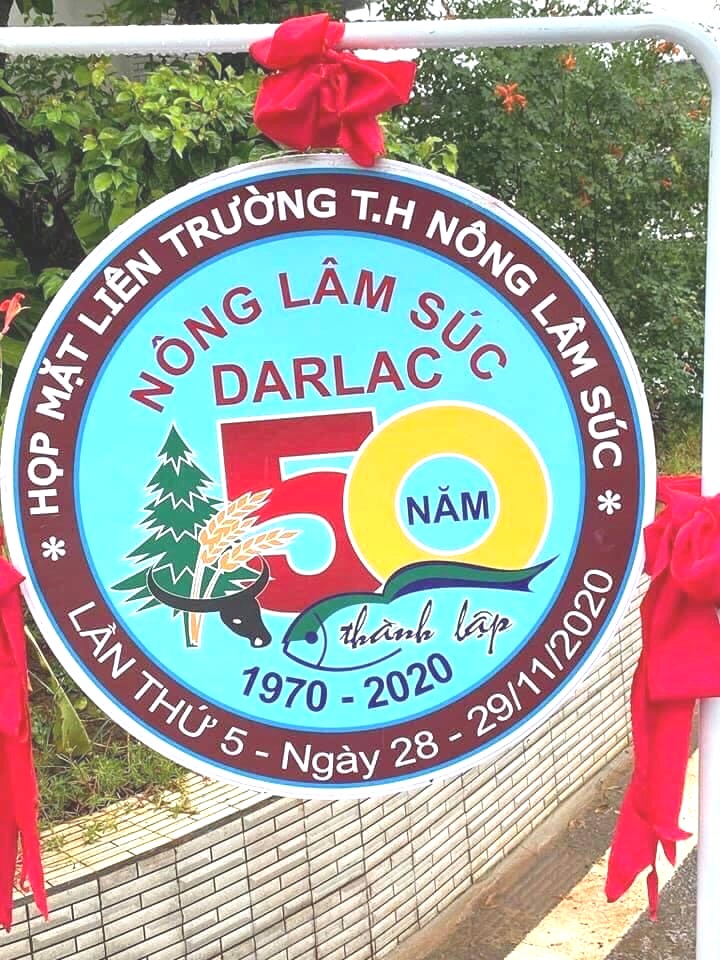 HỌP MẶT LIÊN TRƯỜNG T.H NÔNG LÂM SÚC
NÔNG LÂM SÚC
DARLAC
50
NĂM
thành lập
1970 - 2020
* LẦN THỨ 5 - Ngày 28 - 29/11/2020 *